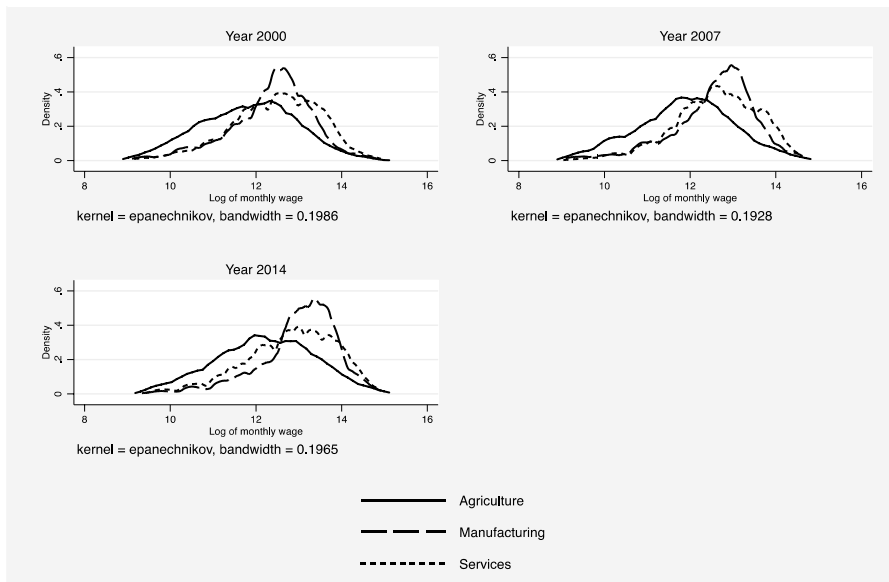 Year 2000
.6
.4
.2
0
Density
8 10 12 14 16
Log of monthly wage
kernel = epanechnikov, bandwidth = 0.1986
Year 2007
.6
.4
.2
0
Density
8 10 12 14 16
Log of monthly wage
kernel = epanechnikov, bandwidth = 0.1928
Year 2014
.6
.4
.2
0
Density
8 10 12 14 16
Log of monthly wage
kernel = epanechnikov, bandwidth = 0.1965
Agriculture
Manufacturing
Services